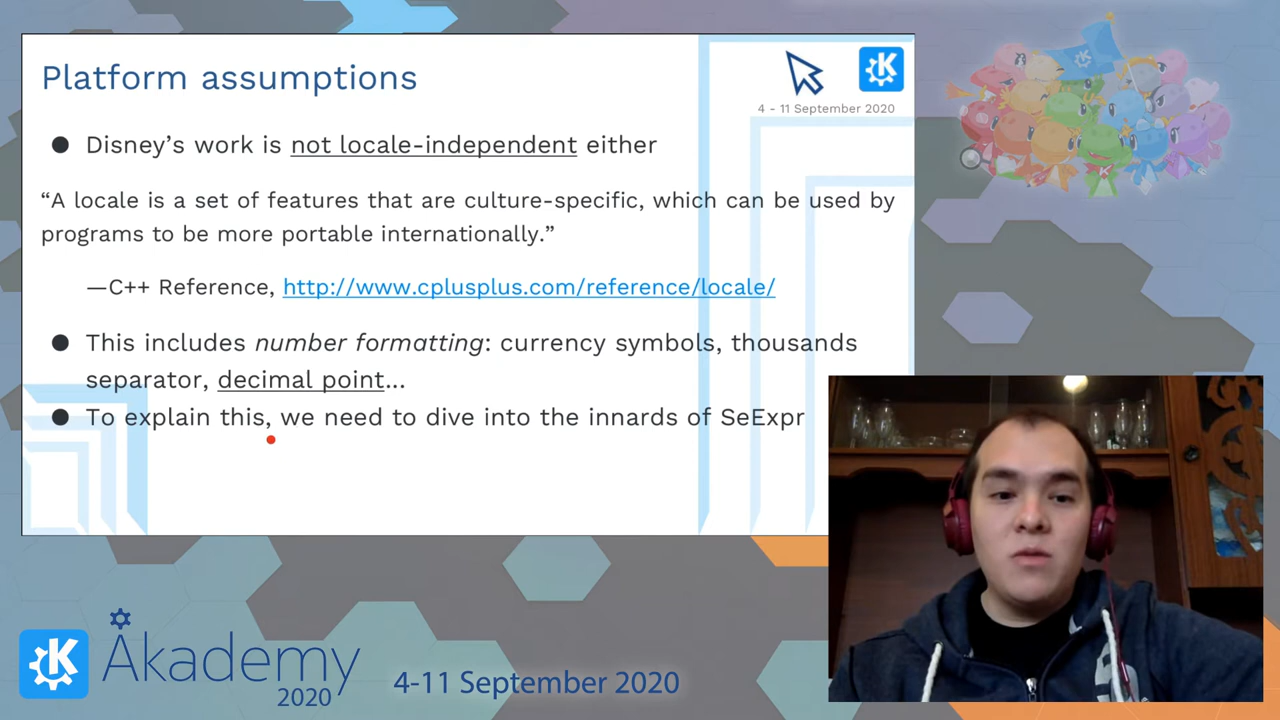 Platform assumptions
4 - 11 September 2020
● Disney’s work is not locale-independent either
“A locale is a set of features that are culture-specific, which can be used by
programs to be more portable internationally.”
—C++ Reference, http://www.cplusplus.com/reference/locale/
● This includes number formatting: currency symbols, thousands
separator, decimal point...
● To explain this, we need to dive into the innards of SeExpr
Akademy
2020
4-11 September 2020